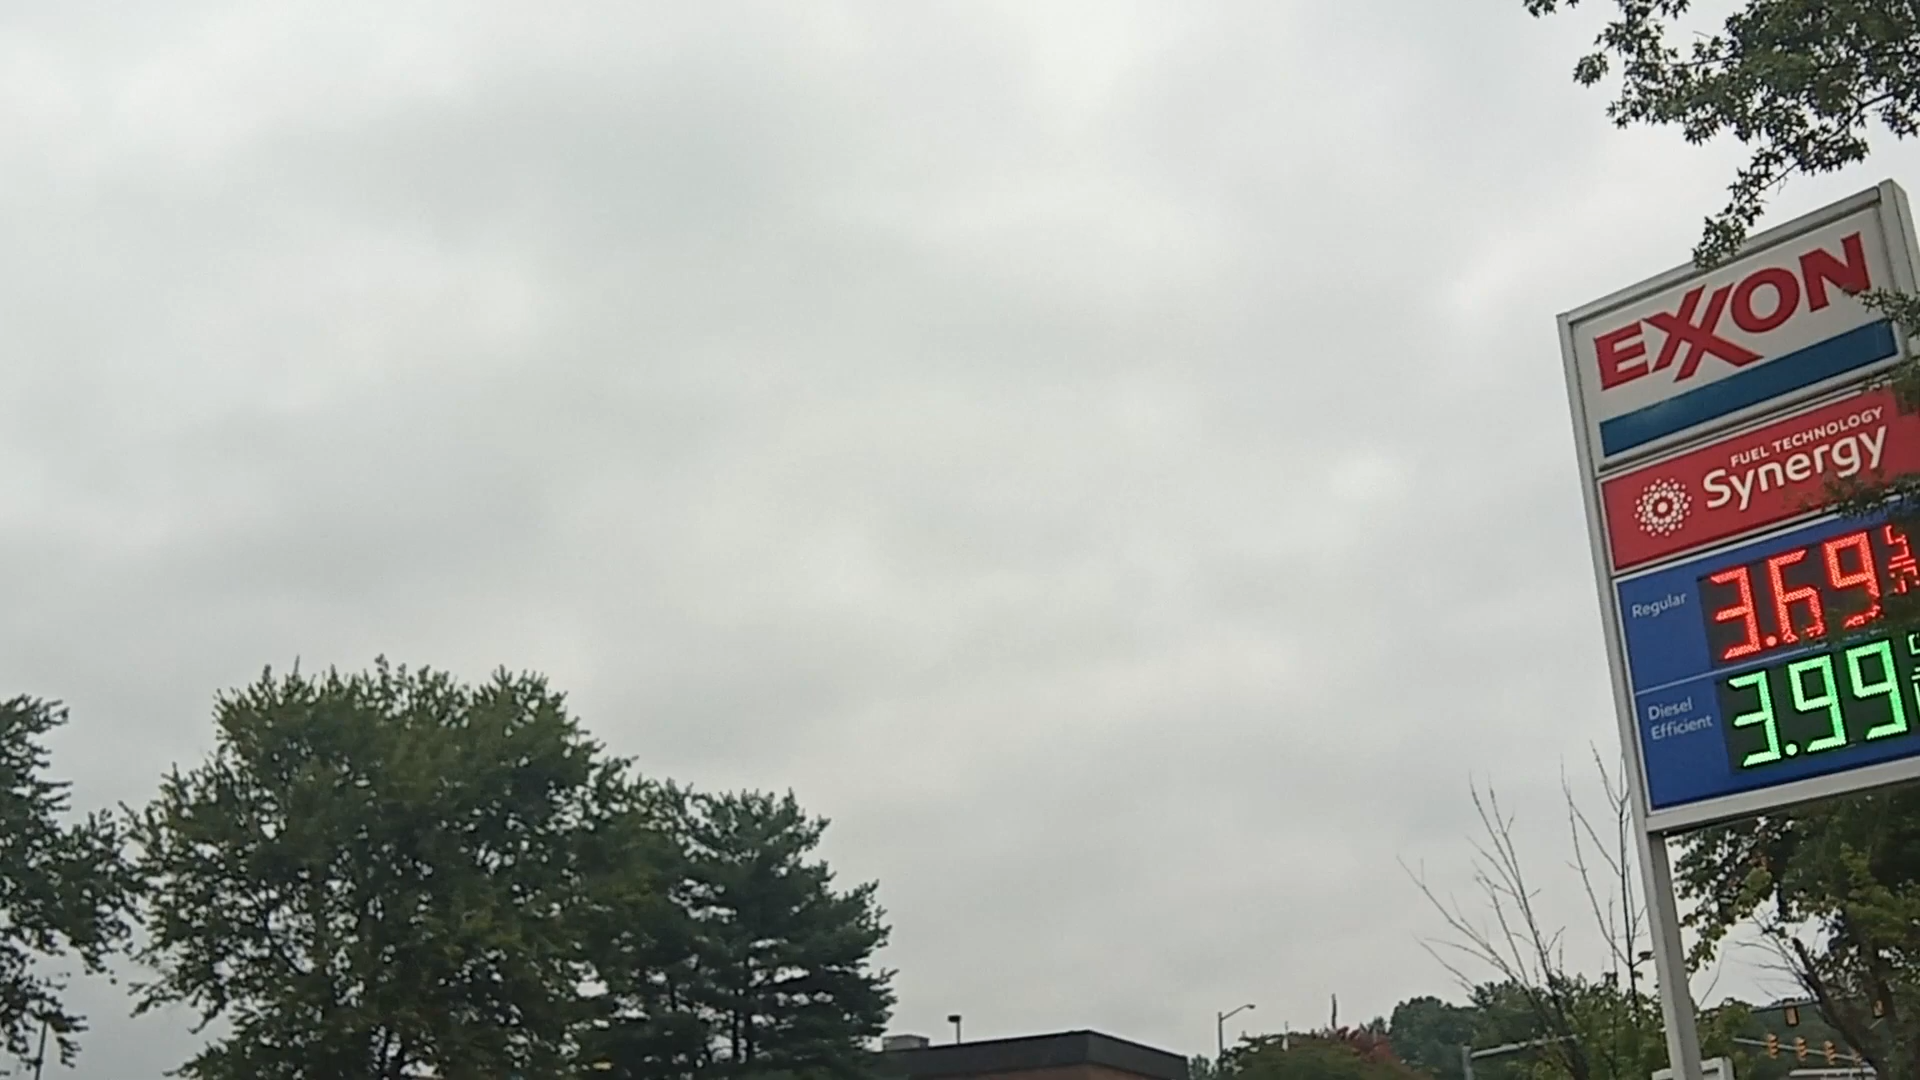 EXXON
FUEL TECHNOLOGY
Synergy
Regular
3.69
Diesel
Efficient
3.99